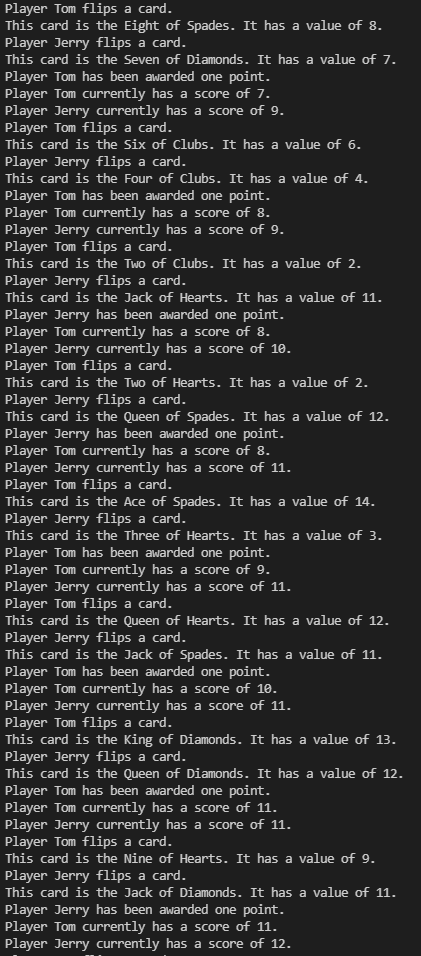 Player Tom flips a card.
This card is the Eight of Spades. It has a value of 8.
Player Jerry flips a card.
This card is the Seven of Diamonds. It has a value of 7.
Player Tom has been awarded one point.
Player Tom currently has a score of 7.
Player Jerry currently has a score of 9.
Player Tom flips a card.
This card is the Six of Clubs. It has a value of 6.
Player Jerry flips a card.
This card is the Four of Clubs. It has a value of 4.
Player Tom has been awarded one point.
Player Tom currently has a score of 8.
Player Jerry currently has a score of 9.
Player Tom flips a card.
This card is the Two of Clubs. It has a value of 2.
Player Jerry flips a card.
This card is the Jack of Hearts. It has a value of 11.
Player Jerry has been awarded one point.
Player Tom currently has a score of 8.
Player Jerry currently has a score of 10.
Player Tom flips a card.
This card is the Two of Hearts. It has a value of 2.
Player Jerry flips a card.
This card is the Queen of Spades. It has a value of 12.
Player Jerry has been awarded one point.
Player Tom currently has a score of 8.
Player Jerry currently has a score of 11.
Player Tom flips a card.
This card is the Ace of Spades. It has a value of 14.
Player Jerry flips a card.
This card is the Three of Hearts. It has a value of 3.
Player Tom has been awarded one point.
Player Tom currently has a score of 9.
Player Jerry currently has a score of 11.
Player Tom flips a card.
This card is the Queen of Hearts. It has a value of 12.
Player Jerry flips a card.
This card is the Jack of Spades. It has a value of 11.
Player Tom has been awarded one point.
Player Tom currently has a score of 10.
Player Jerry currently has a score of 11.
Player Tom flips a card.
This card is the King of Diamonds. It has a value of 13.
Player Jerry flips a card.
This card is the Queen of Diamonds. It has a value of 12.
Player Tom has been awarded one point.
Player Tom currently has a score of 11.
Player Jerry currently has a score of 11.
Player Tom flips a card.
This card is the Nine of Hearts. It has a value of 9.
Player Jerry flips a card.
This card is the Jack of Diamonds. It has a value of 11.
Player Jerry has been awarded one point.
Player Tom currently has a score of 11.
Player Jerry currently has a score of 12.